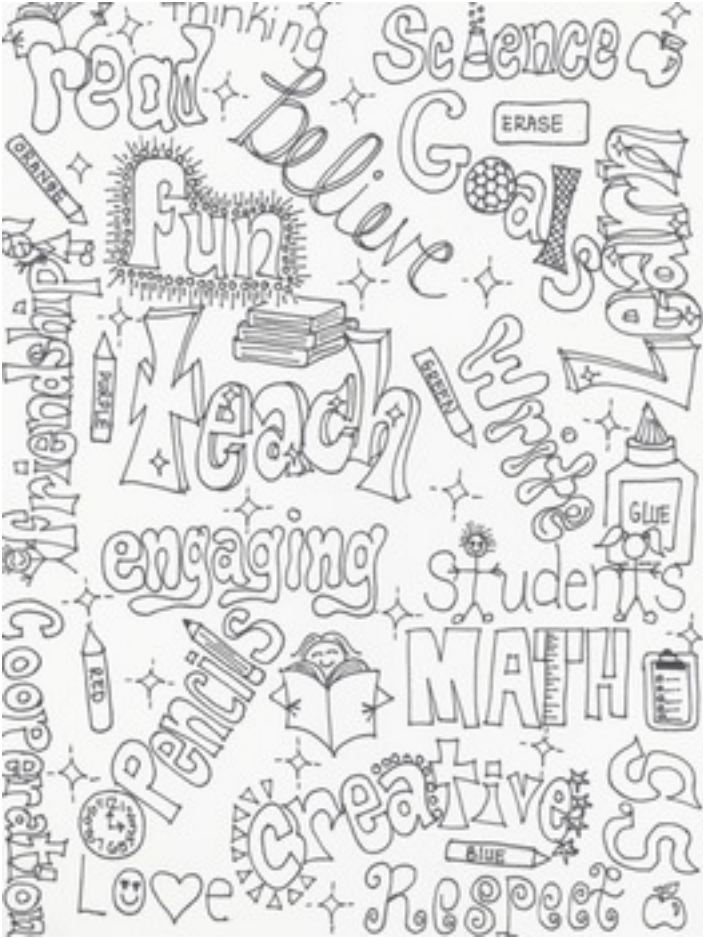 Thinking
read
Science
believe
Goals
ERASE
Learn
ORANGE
Fun
Friendship
PURPLE
Teach
GREEN
Write
GLUE
engaging
Students
Cooperation
RED
Pencils
MATH
Creative
BLUE
Love
Respect